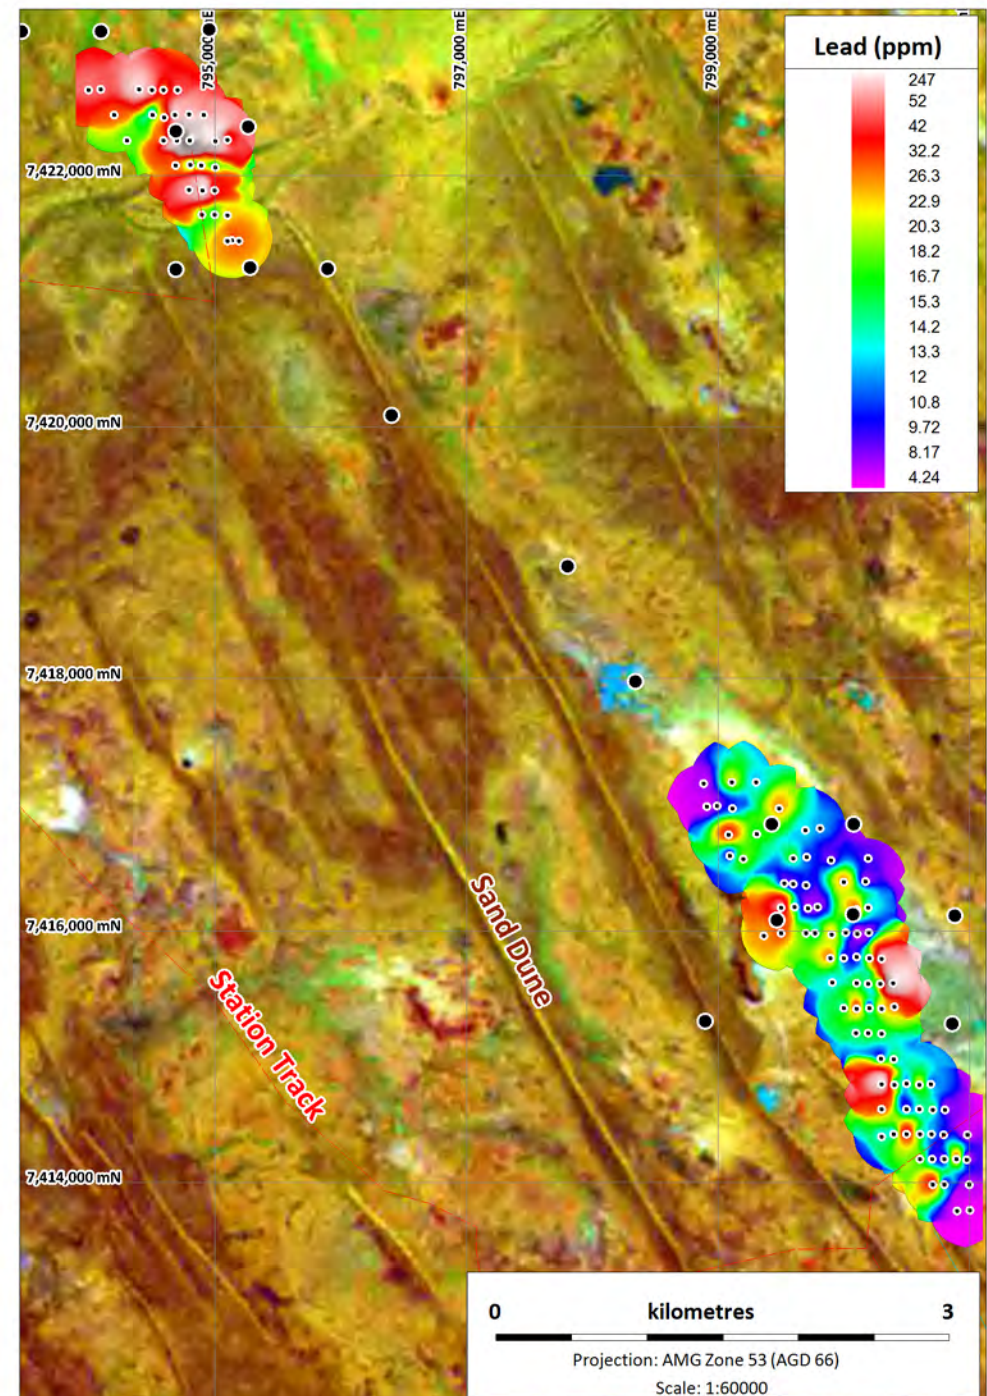 Lead (ppm)
247
52
42
32.2
26.3
22.9
20.3
18.2
16.7
15.3
14.2
13.3
12
10.8
9.72
8.17
4.24
795,000 mE
797,000 mE
799,000 mE
7,422,000 mN
7,420,000 mN
7,418,000 mN
7,416,000 mN
7,414,000 mN
Sand Dune
Station Track
0 kilometres 3
Projection: AMG Zone 53 (AGD 66)
Scale: 1:60000